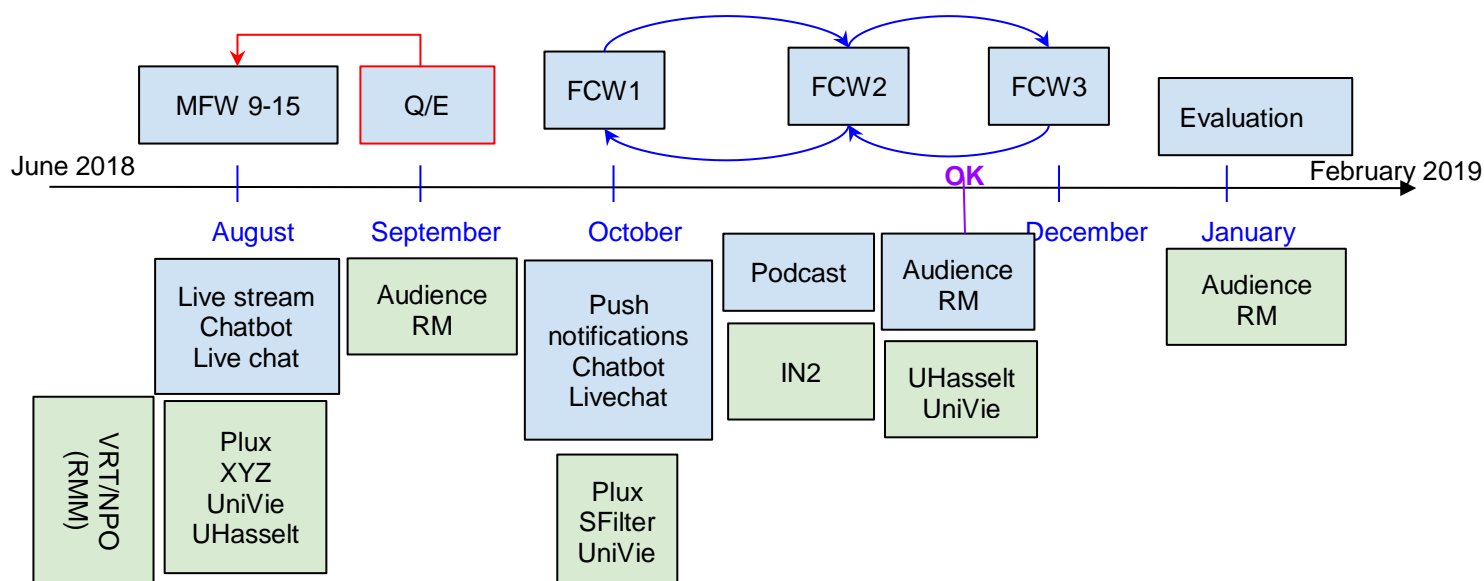 MFW 9-15
Q/E
FCW1
FCW2
FCW3
Evaluation
June 2018
OK
February 2019
August
September
October
December
January
Live stream
Chatbot
Live chat
Audience
RM
Push
notifications
Chatbot
Livechat
Podcast
Audience
RM
Audience
RM
VRT/NPO
(RMM)
Plux
XYZ
UniVie
UHasselt
Plux
SFilter
UniVie
IN2
UHasselt
UniVie